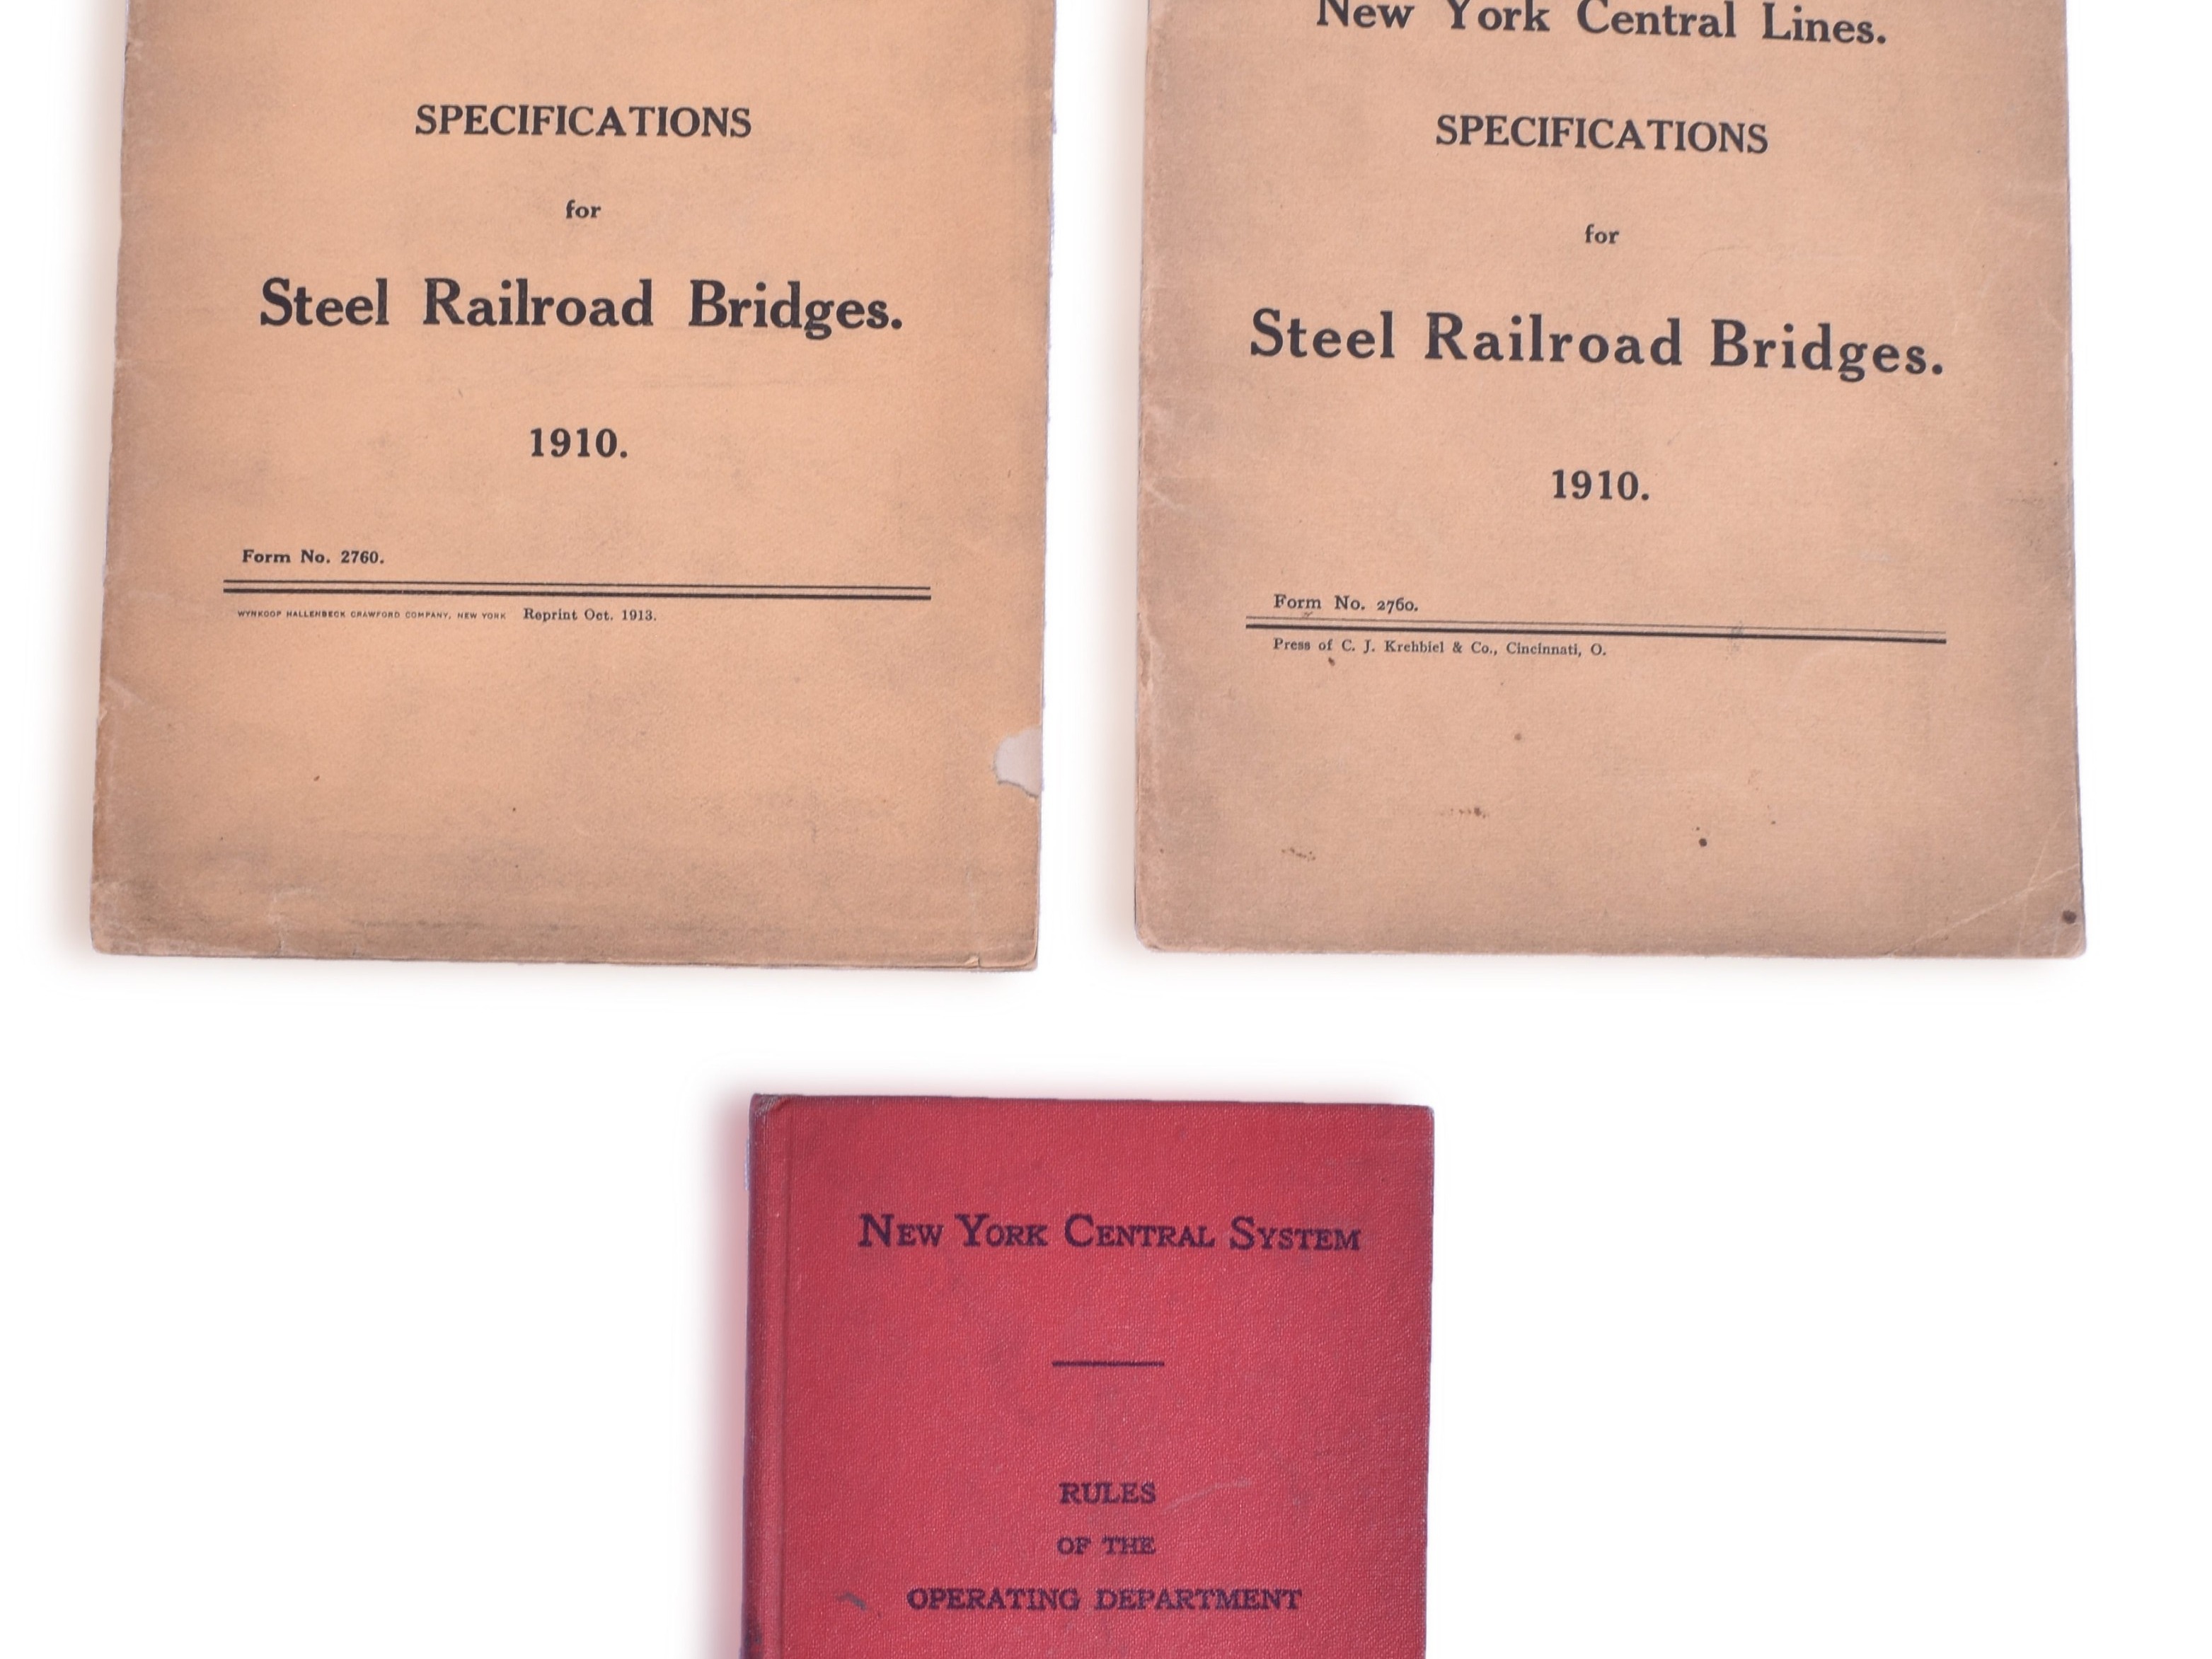 SPECIFICATIONS
for
Steel Railroad Bridges.
1910.
Form No. 2760.
WYNKOOP HALLENBECK CRAWFORD COMPANY, NEW YORK Reprint Oct. 1913.
New York Central Lines.
SPECIFICATIONS
for
Steel Railroad Bridges.
1910.
Form No. 2760.
Press of C. J. Krehbiel & Co., Cincinnati, O.
NEW YORK CENTRAL SYSTEM
RULES
OF THE
OPERATING DEPARTMENT